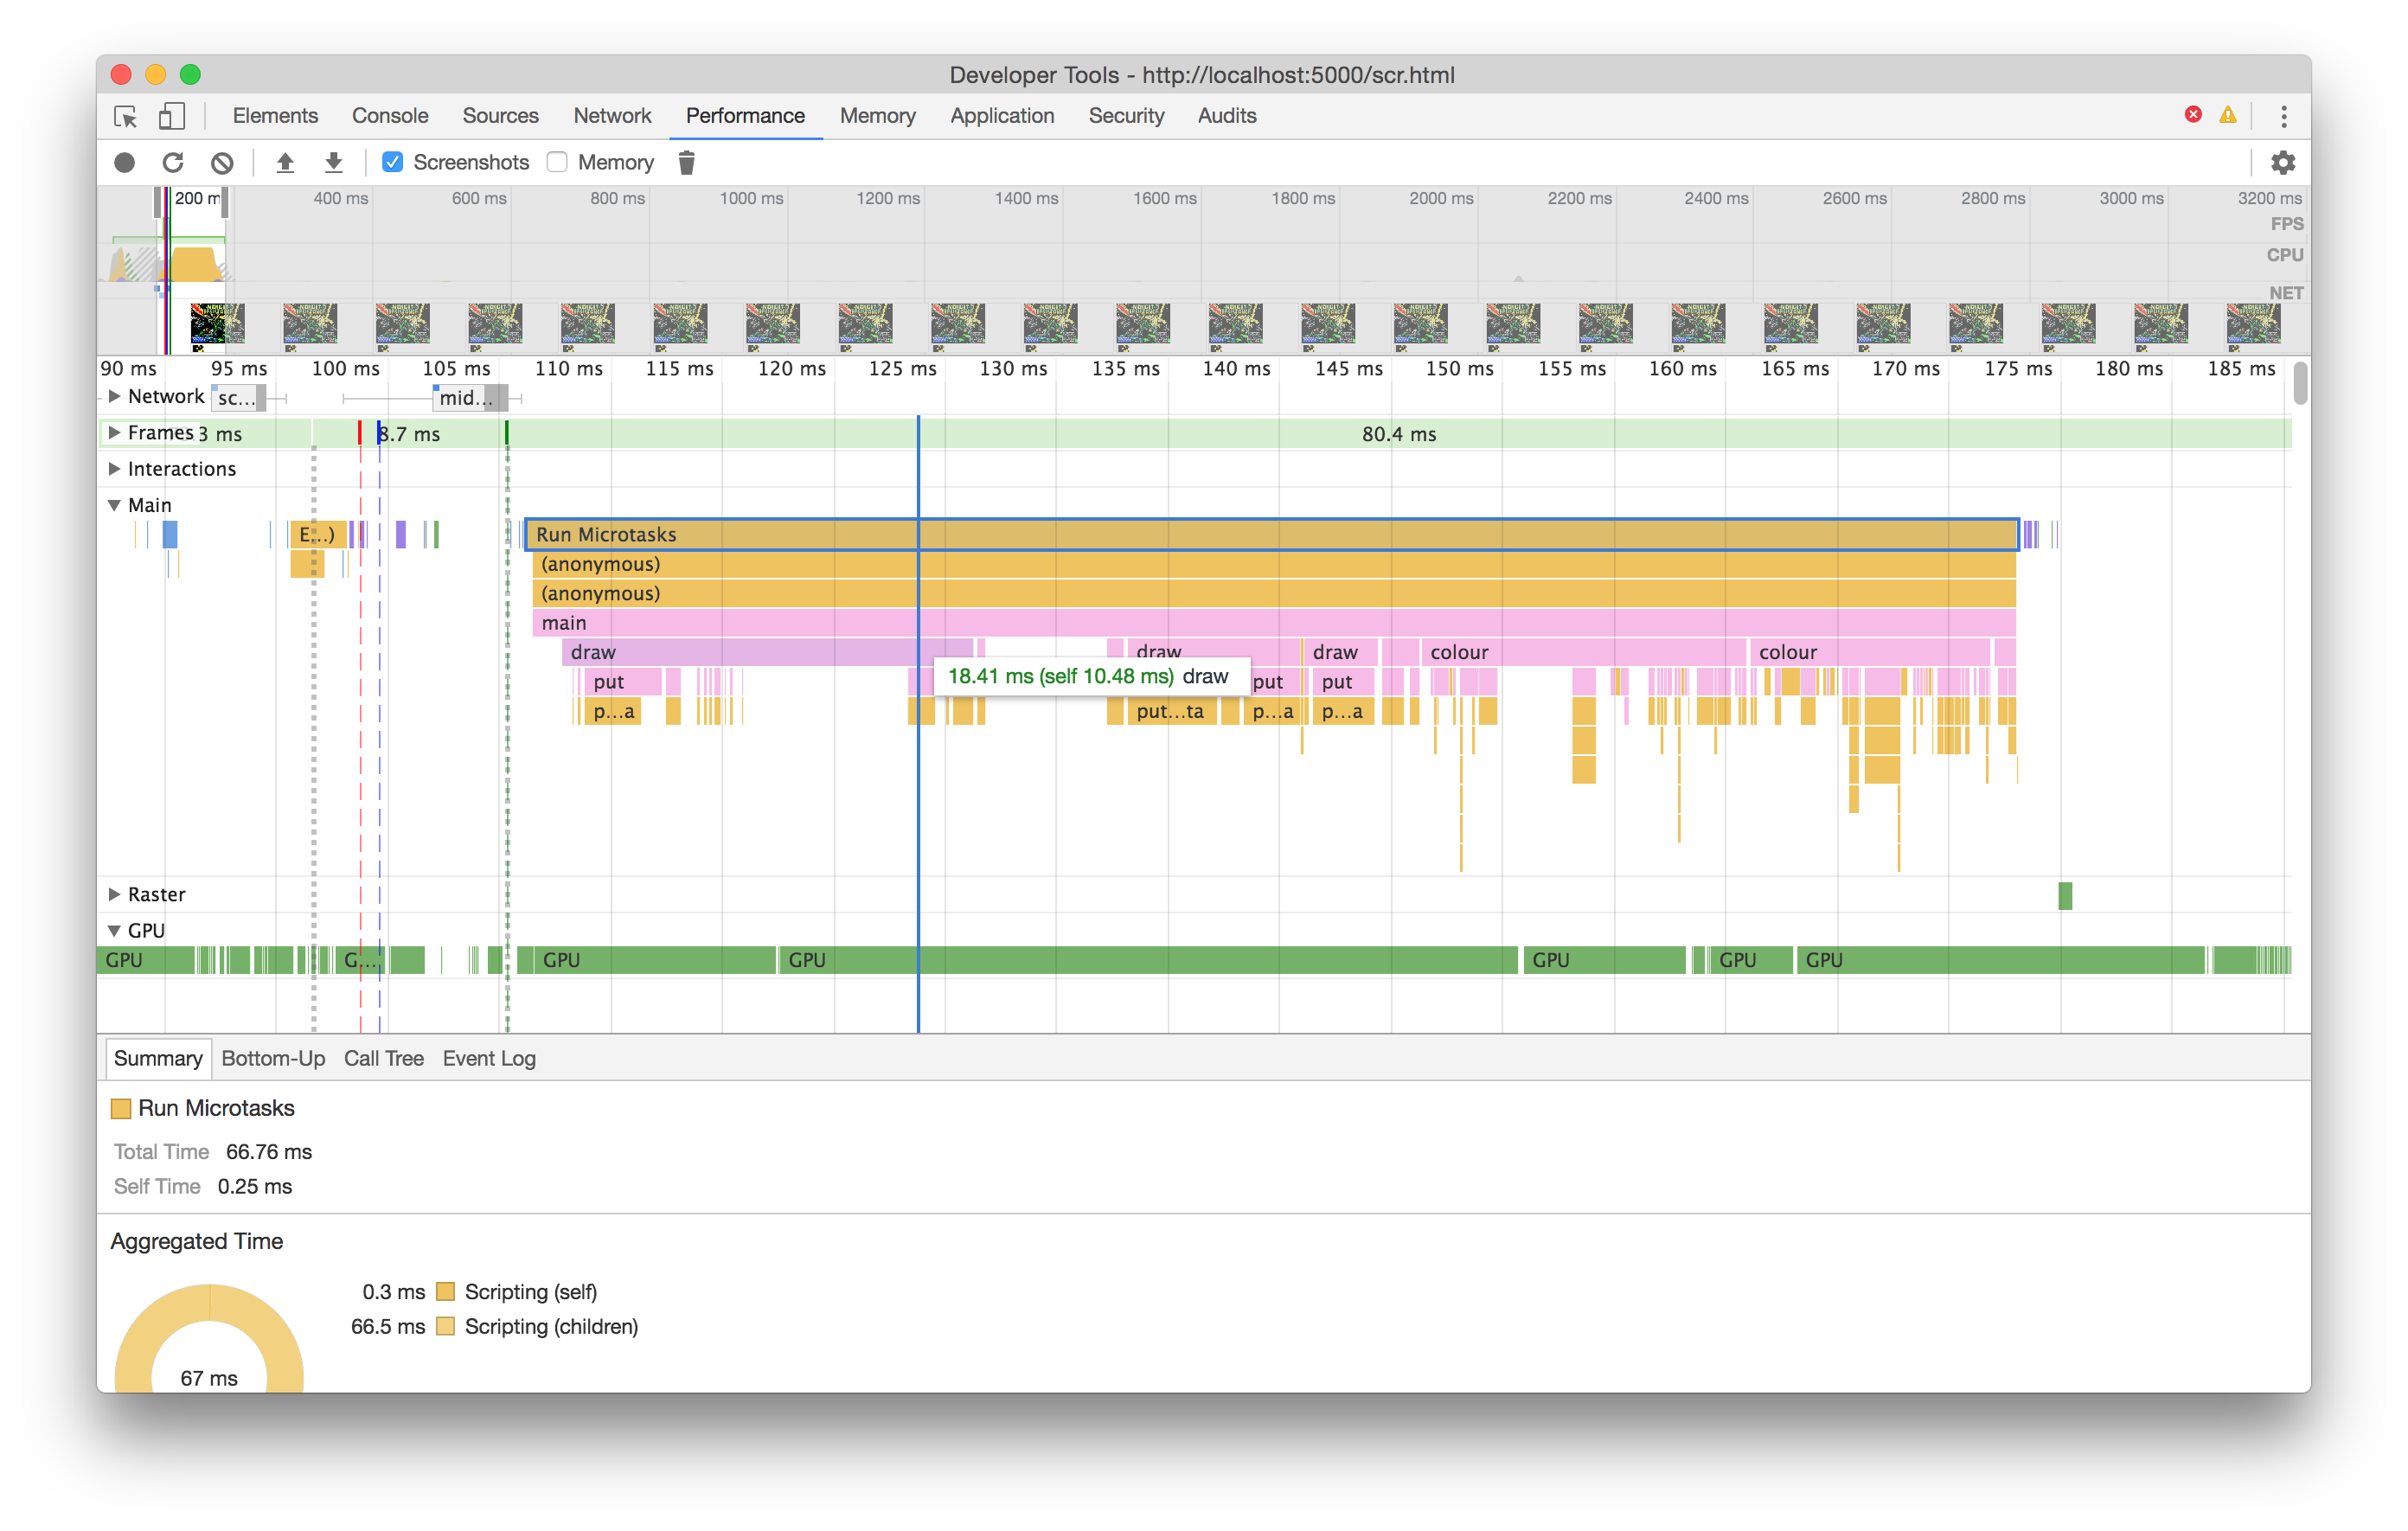 Developer Tools - http://localhost:5000/scr.html
Elements Console Sources Network Performance Memory Application Security Audits
Screenshots Memory
200 m 400 ms 600 ms 800 ms 1000 ms 1200 ms 1400 ms 1600 ms 1800 ms 2000 ms 2200 ms 2400 ms 2600 ms 2800 ms 3000 ms 3200 ms
FPS
CPU
NET
90 ms 95 ms 100 ms 105 ms 110 ms 115 ms 120 ms 125 ms 130 ms 135 ms 140 ms 145 ms 150 ms 155 ms 160 ms 165 ms 170 ms 175 ms 180 ms 185 ms
Network sc... mid...
Frames 3 ms 8.7 ms 80.4 ms
Interactions
Main
E...) Run Microtasks
(anonymous)
(anonymous)
main
draw draw draw colour colour
18.41 ms (self 10.48 ms) draw
put put put
p...a put...ta p...a p...a
Raster
GPU
GPU G... GPU GPU GPU GPU GPU
Summary Bottom-Up Call Tree Event Log
Run Microtasks
Total Time 66.76 ms
Self Time 0.25 ms
Aggregated Time
0.3 ms Scripting (self)
66.5 ms Scripting (children)
67 ms